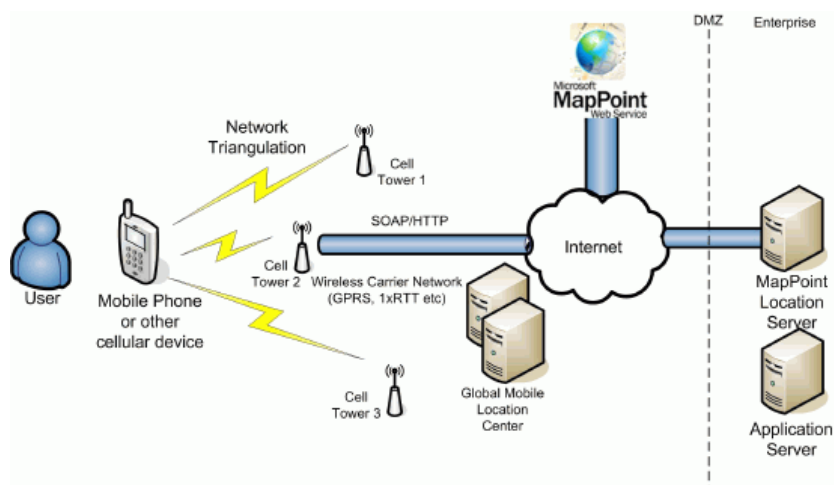 DMZ
Enterprise
Microsoft
MapPoint
Web Service
Network
Triangulation
Cell
Tower 1
SOAP/HTTP
Internet
Cell
Tower 2
Wireless Carrier Network
(GPRS, 1xRTT etc)
User
Mobile Phone
or other
cellular device
MapPoint
Location
Server
Cell
Tower 3
Global Mobile
Location
Center
Application
Server